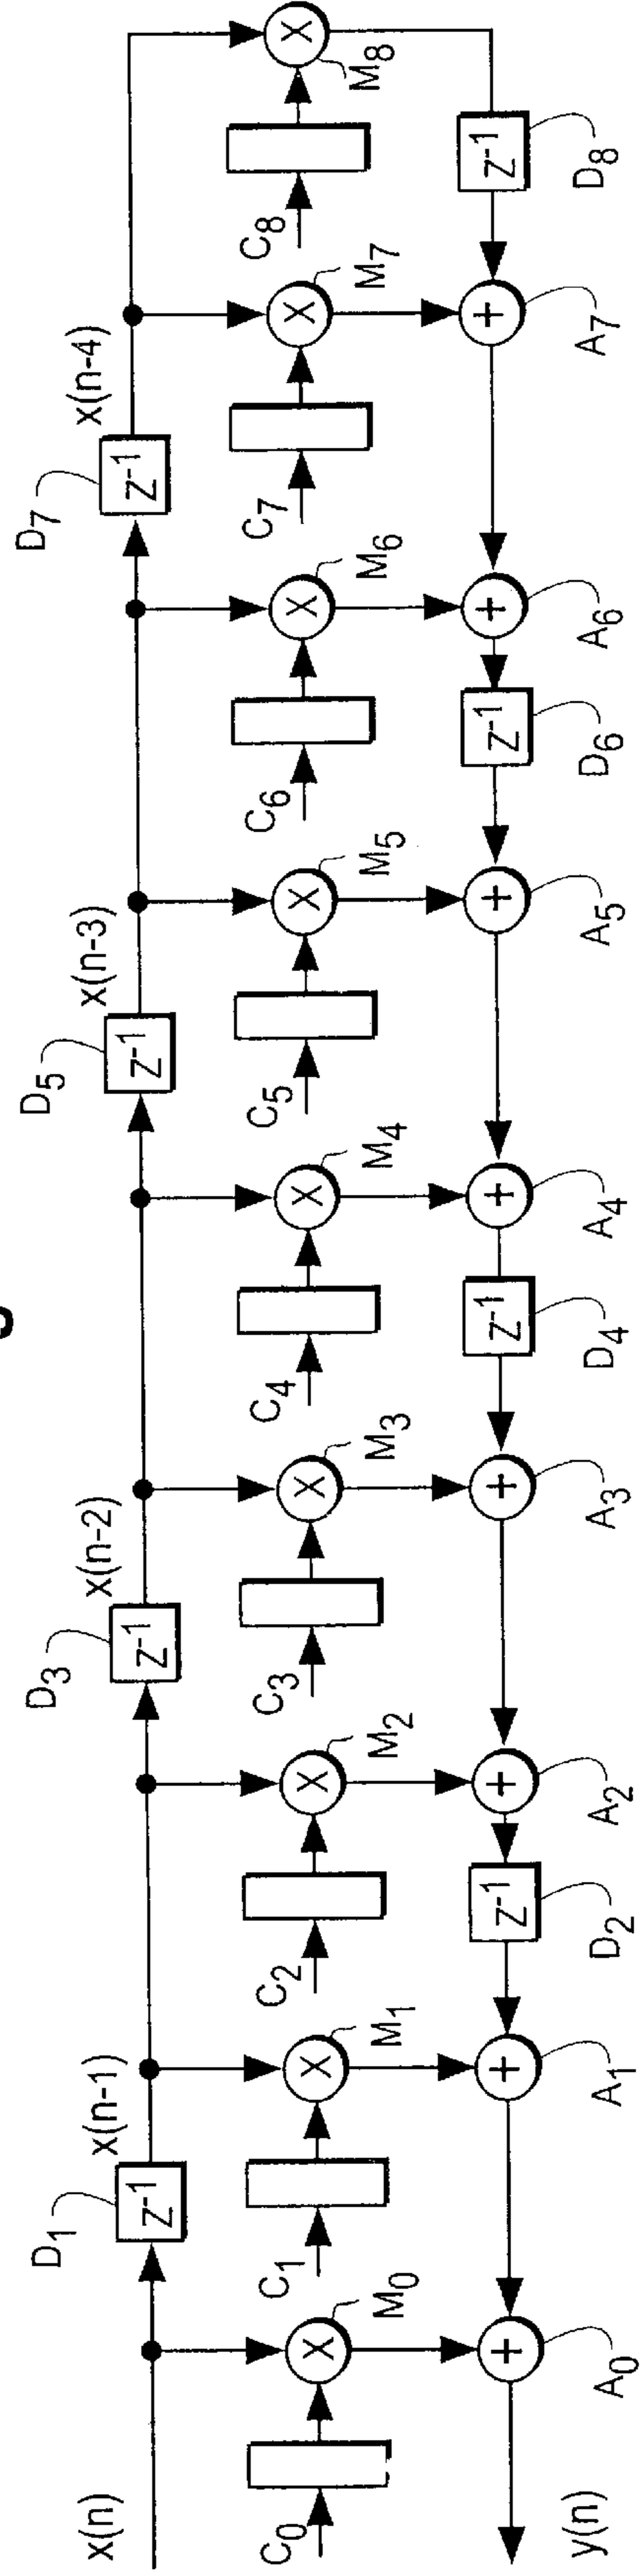 D1 D3 D5 D7
x(n) x(n-1) x(n-2) x(n-3) x(n-4)
z-1 z-1 z-1 z-1
C0 C1 C2 C3 C4 C5 C6 C7 C8
X X X X X X X X X
M0 M1 M2 M3 M4 M5 M6 M7 M8
+ + z-1 + + z-1 + + z-1 + + z-1
y(n) A0 A1 D2 A2 A3 D4 A4 A5 D6 A6 A7 D8